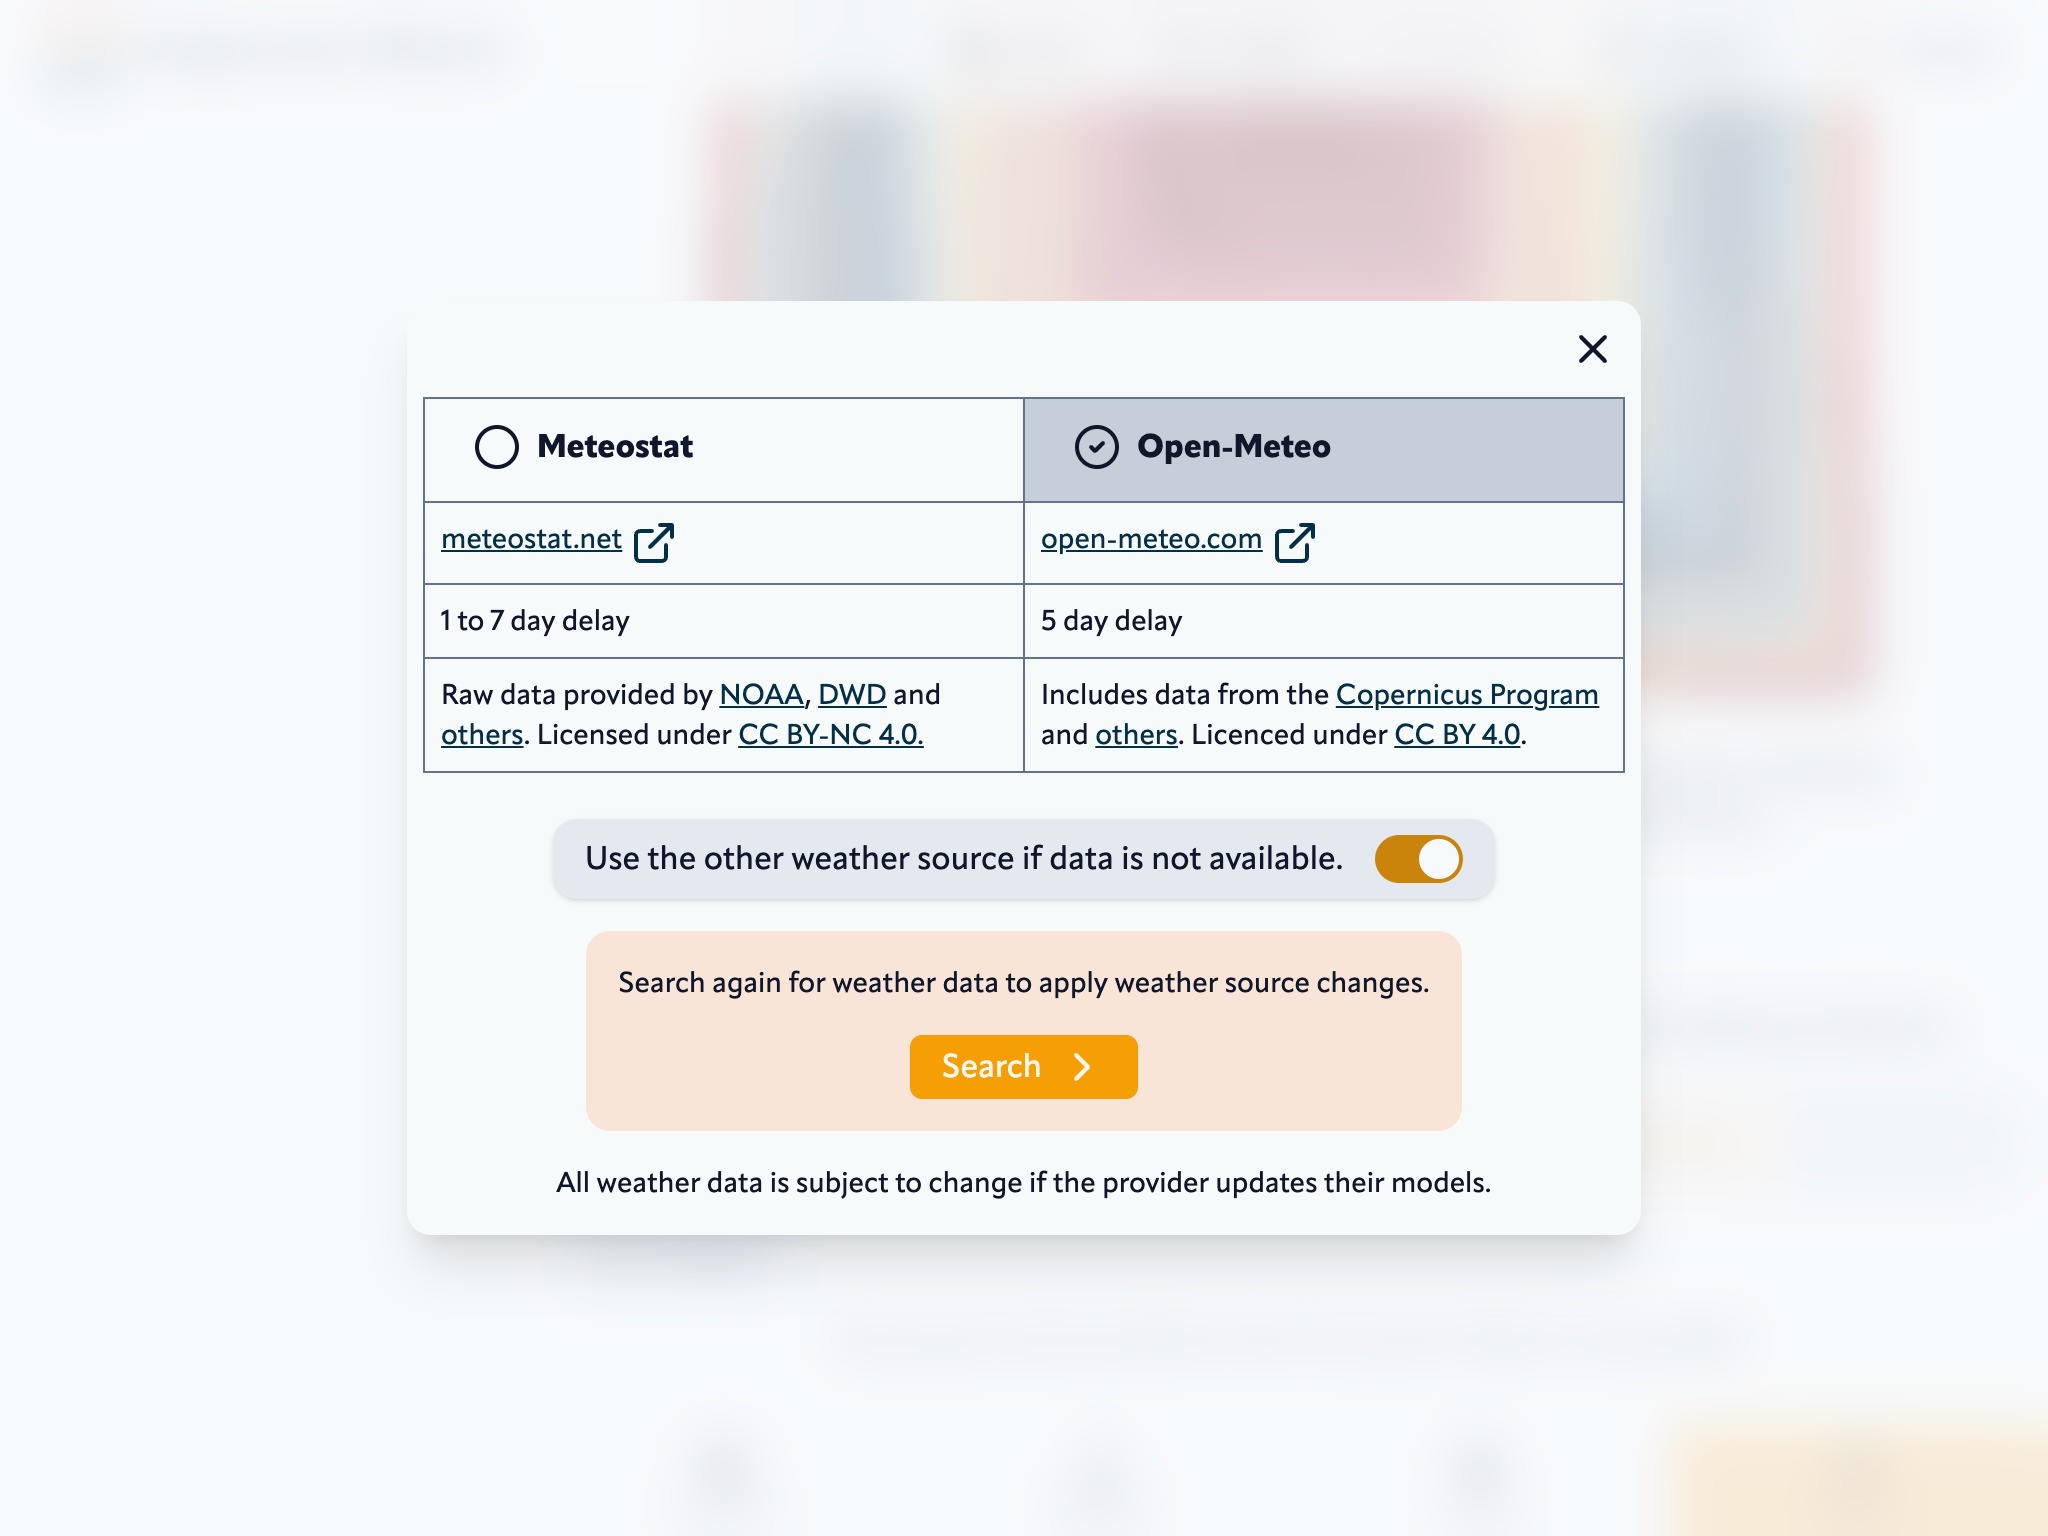 Meteostat
Open-Meteo
meteostat.net
open-meteo.com
1 to 7 day delay
5 day delay
Raw data provided by NOAA, DWD and
others. Licensed under CC BY-NC 4.0.
Includes data from the Copernicus Program
and others. Licenced under CC BY 4.0.
Use the other weather source if data is not available.
Search again for weather data to apply weather source changes.
Search
All weather data is subject to change if the provider updates their models.